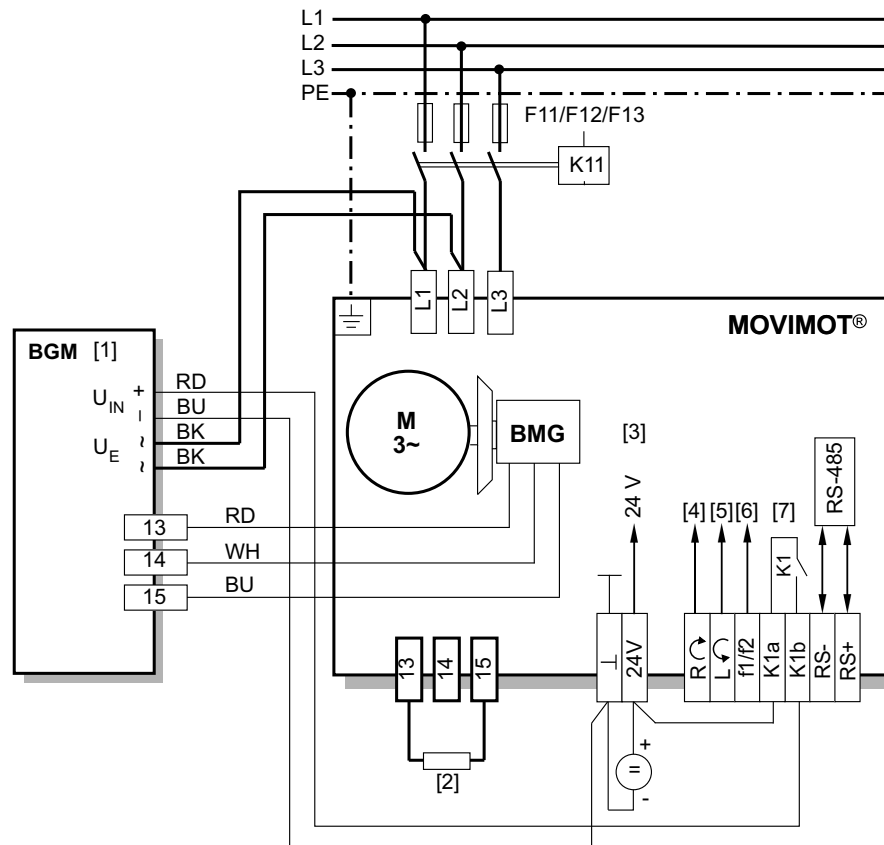 L1
L2
L3
PE
F11/F12/F13
K11
L1
L2
L3
MOVIMOT®
BGM [1]
UIN + −
RD
BU
UE ~ ~
BK
BK
M
3~
BMG
[3]
24 V
[4]
[5]
[6]
[7]
RS-485
K1
13
RD
14
WH
15
BU
13
14
15
⊥
24V
R
L
f1/f2
K1a
K1b
RS-
RS+
[2]
+
=
-